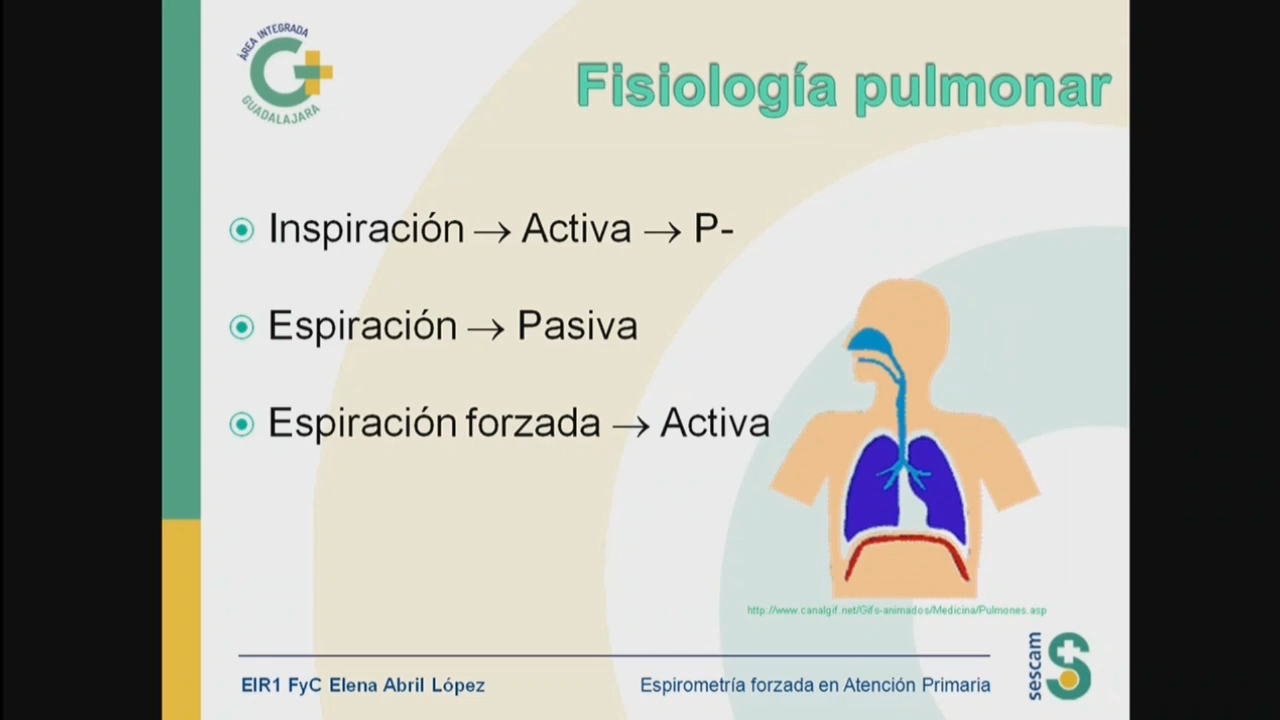 ÀREA INTEGRADA
GUADALAJARA
Fisiología pulmonar
Inspiración → Activa → P-
Espiración → Pasiva
Espiración forzada → Activa
http://www.canalgif.net/Gifs-animados/Medicina/Pulmones.asp
EIR1 FyC Elena Abril López
Espirometría forzada en Atención Primaria
sescam